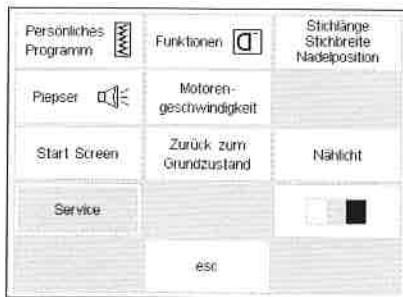 Persönliches
Programm
Funktionen
Stichlänge
Stichbreite
Nadelposition
Piepser
Motoren-
geschwindigkeit
Start Screen
Zurück zum
Grundzustand
Nählicht
Service
esc